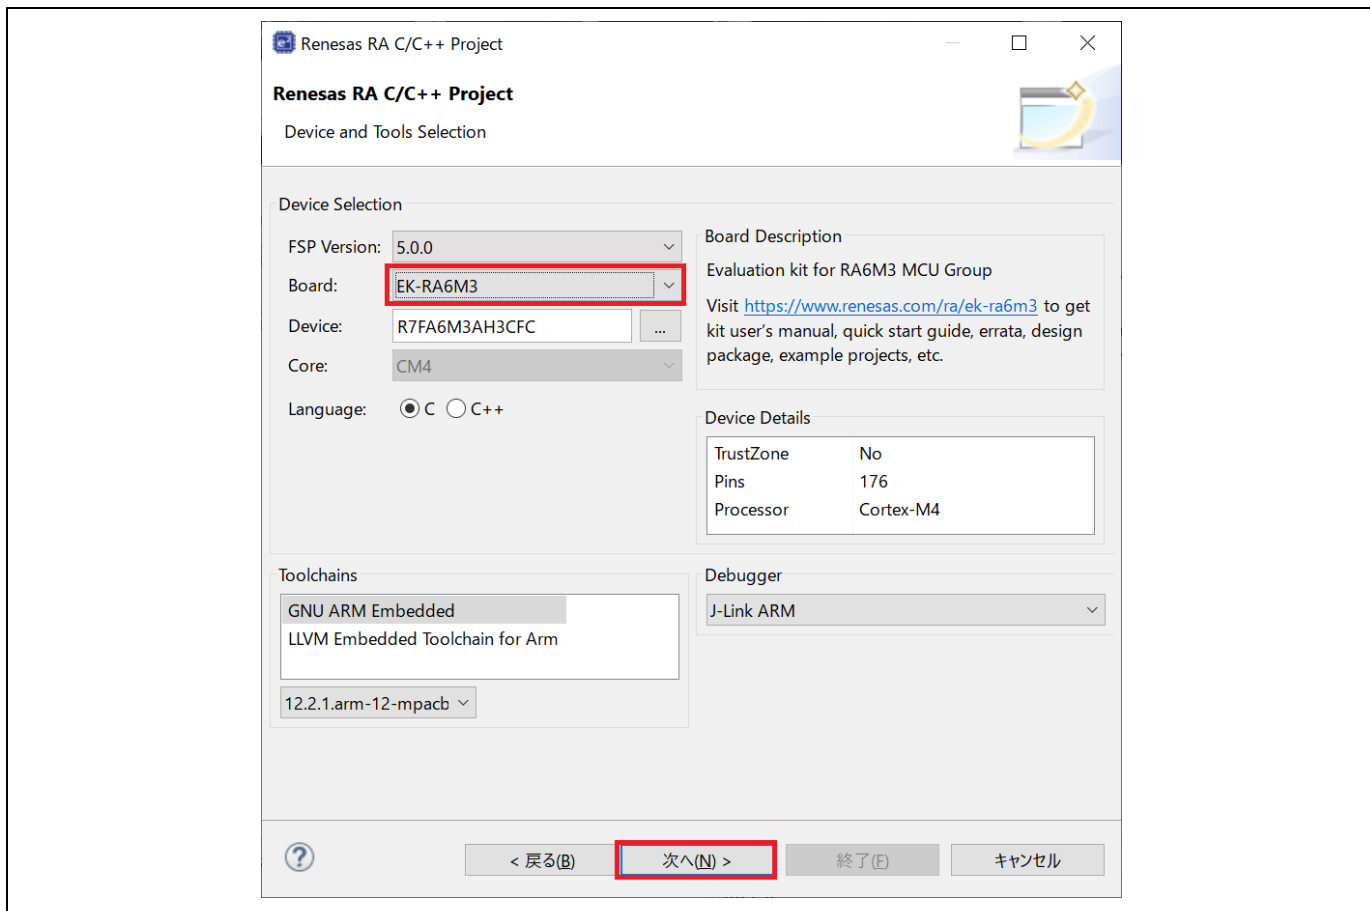 Renesas RA C/C++ Project
Renesas RA C/C++ Project
Device and Tools Selection
Device Selection
FSP Version: 5.0.0
Board: EK-RA6M3
Device: R7FA6M3AH3CFC ...
Core: CM4
Language: C C++
Board Description
Evaluation kit for RA6M3 MCU Group
Visit https://www.renesas.com/ra/ek-ra6m3 to get
kit user's manual, quick start guide, errata, design
package, example projects, etc.
Device Details
TrustZone No
Pins 176
Processor Cortex-M4
Toolchains
GNU ARM Embedded
LLVM Embedded Toolchain for Arm
12.2.1.arm-12-mpacb
Debugger
J-Link ARM
? < 戻る(B) 次へ(N) > 終了(F) キャンセル